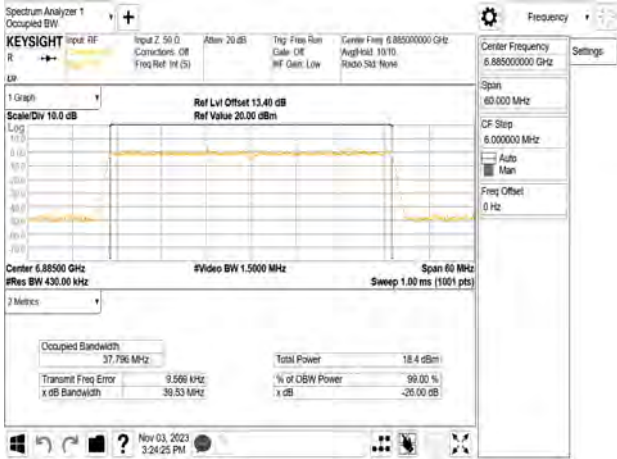 Spectrum Analyzer 1
Occupied BW
+
Frequency
KEYSIGHT
Input: RF
R
Input Z: 50 Ω
Corrections: Off
Freq Ref: Int (S)
Atten: 20 dB
Trig: Free Run
Gate: Off
#IF Gain: Low
Center Freq: 6.885000000 GHz
Avg|Hold: 10/10
Radio Std: None
Center Frequency
6.885000000 GHz
Settings
Span
60.000 MHz
CF Step
6.000000 MHz
Auto
Man
Freq Offset
0 Hz
1 Graph
Scale/Div 10.0 dB
Log
Ref Lvl Offset 13.40 dB
Ref Value 20.00 dBm
10.0
0.00
Center 6.88500 GHz
#Res BW 430.00 kHz
#Video BW 1.5000 MHz
Span 60 MHz
Sweep 1.00 ms (1001 pts)
2 Metrics
Occupied Bandwidth
37.796 MHz
Total Power 18.4 dBm
Transmit Freq Error 9.569 kHz
% of OBW Power 99.00 %
x dB Bandwidth 39.53 MHz
x dB -26.00 dB
?
Nov 03, 2023
3:24:25 PM